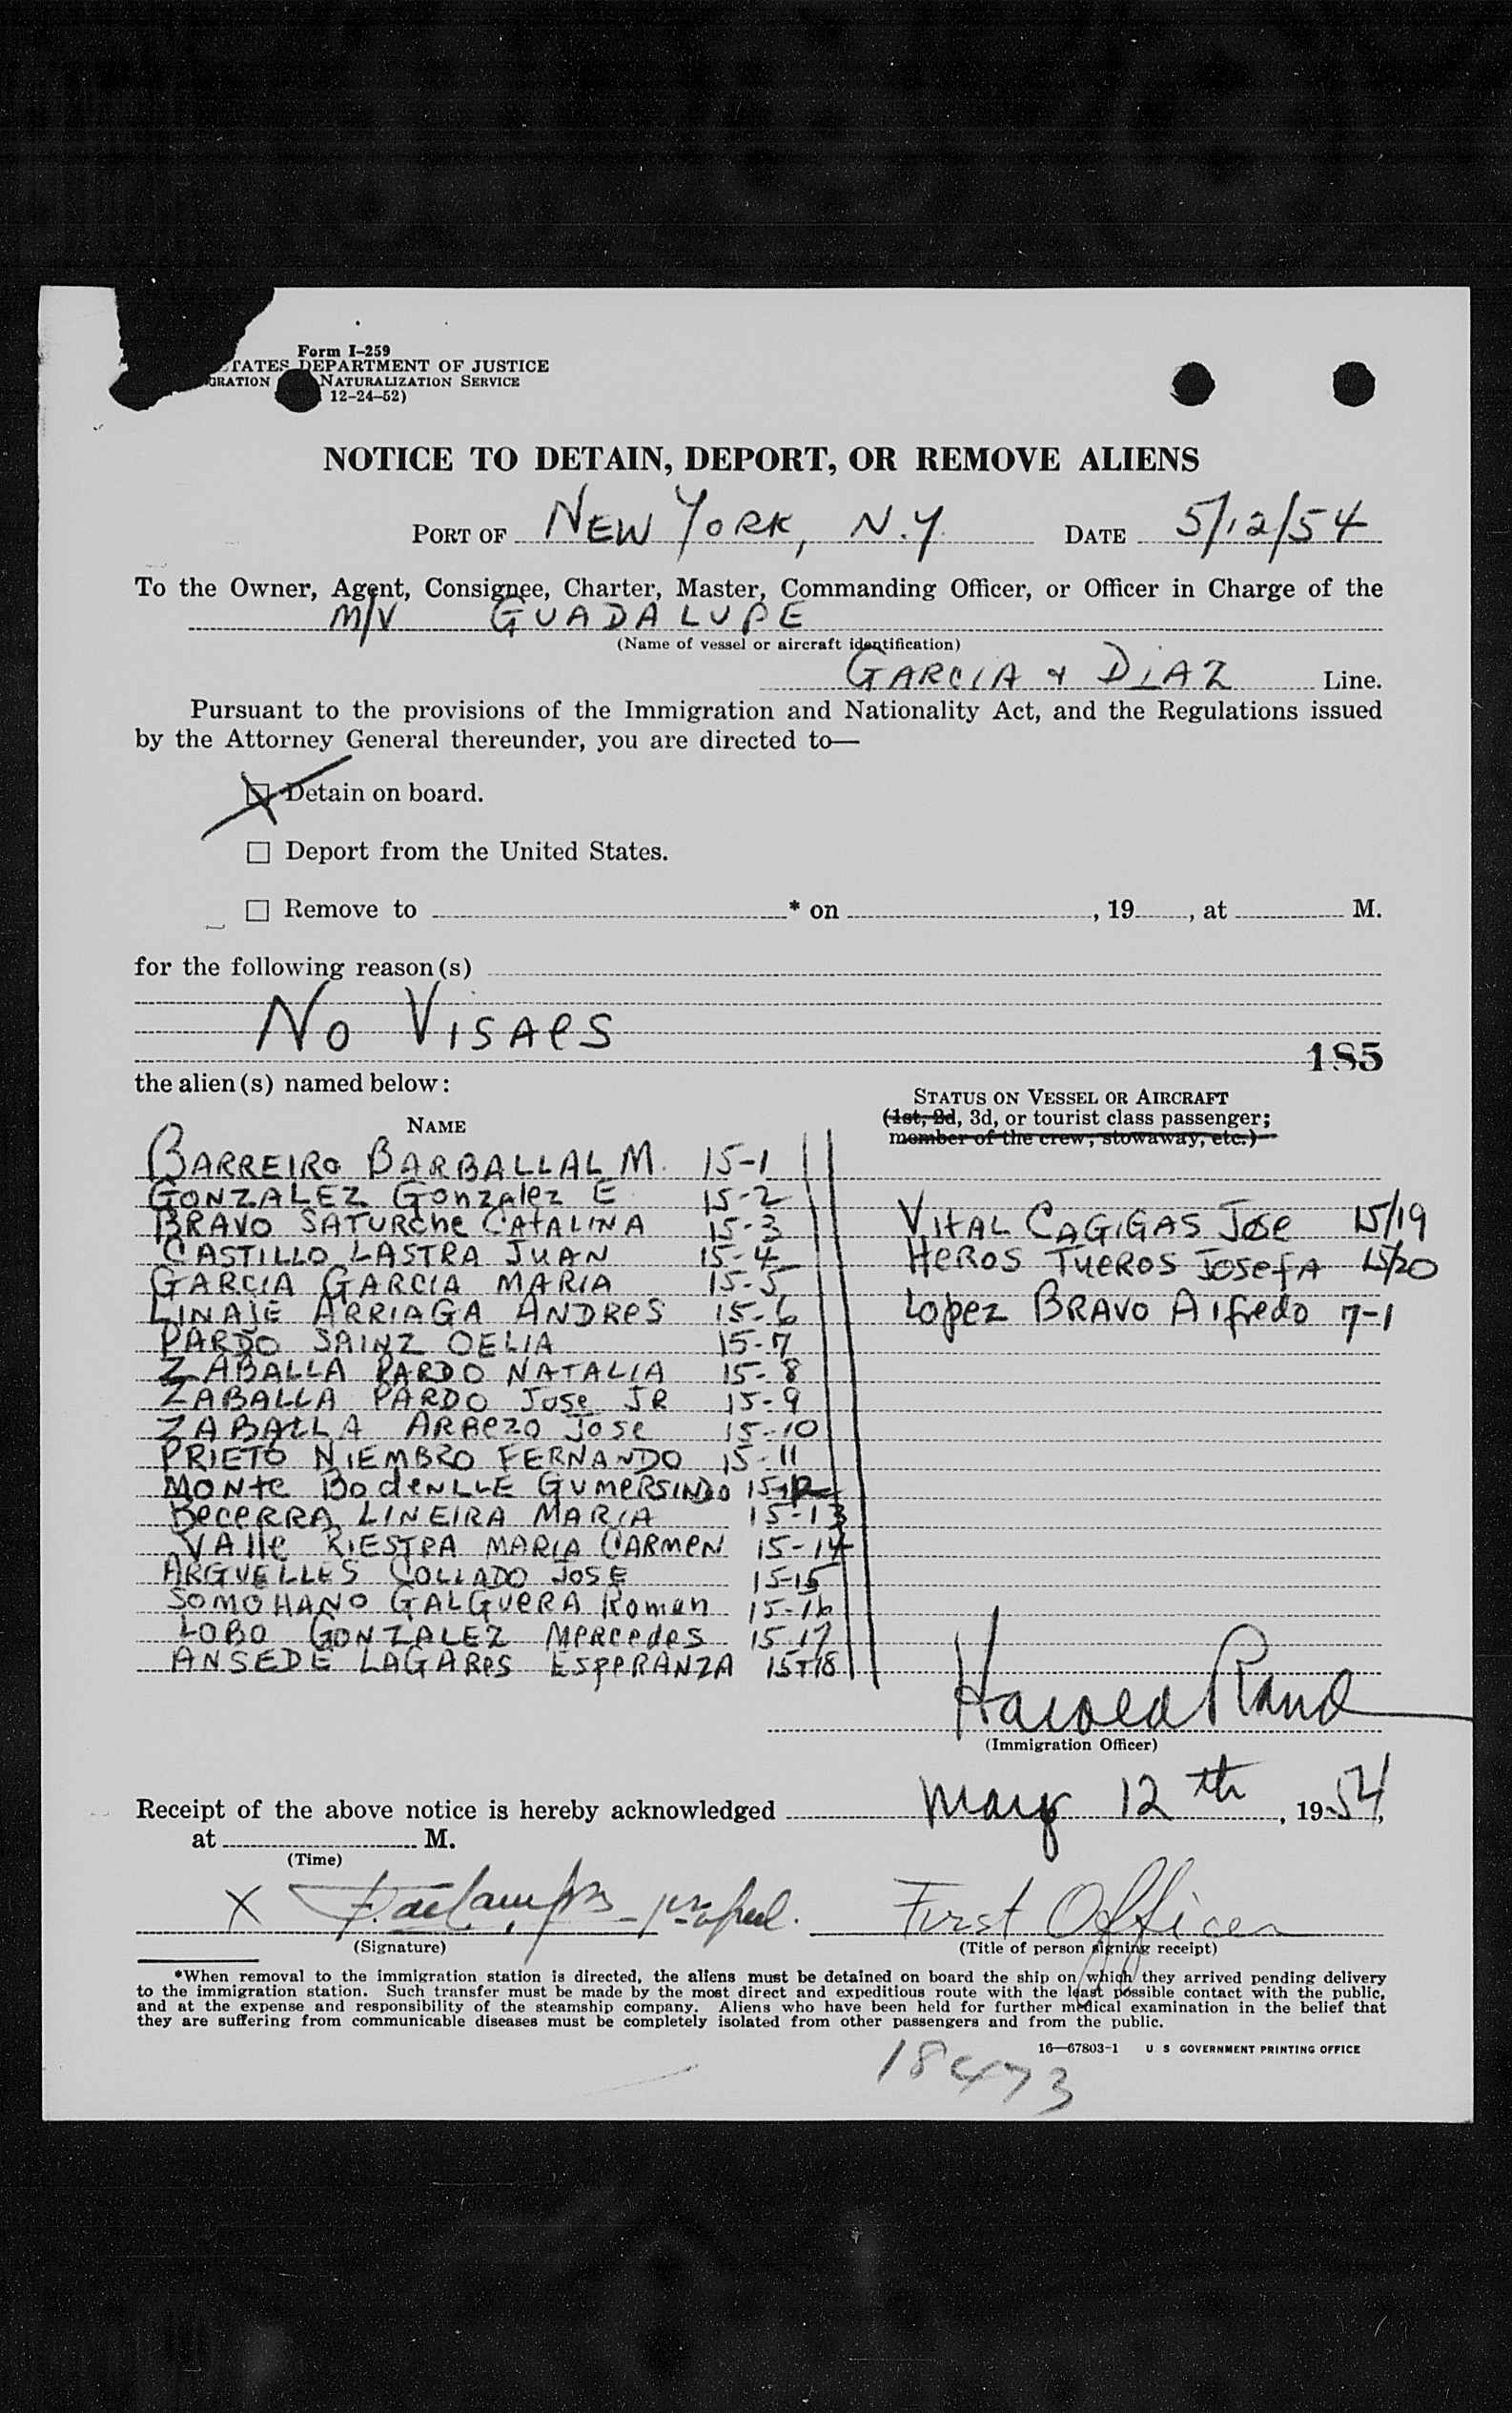 Form I-259
TATES DEPARTMENT OF JUSTICE
GRATION NATURALIZATION SERVICE
12-24-52)
NOTICE TO DETAIN, DEPORT, OR REMOVE ALIENS
PORT OF NEW YORK, N.Y. DATE 5/12/54
To the Owner, Agent, Consignee, Charter, Master, Commanding Officer, or Officer in Charge of the
M/V GUADALUPE
(Name of vessel or aircraft identification)
GARCIA & DIAZ Line.
Pursuant to the provisions of the Immigration and Nationality Act, and the Regulations issued
by the Attorney General thereunder, you are directed to—
☒ Detain on board.
☐ Deport from the United States.
☐ Remove to * on , 19 , at M.
for the following reason(s)
No VISAeS
185
the alien(s) named below:
STATUS ON VESSEL OR AIRCRAFT
(1st, 2d, 3d, or tourist class passenger;
member of the crew, stowaway, etc.)
NAME
BARREIRO BARBALLAL M. 15-1
GONZALEZ Gonzalez E 15-2
BRAVO SATURChe CATALINA 15-3
CASTILLO LASTRA JUAN 15-4
GARCIA GARCIA MARIA 15-5
LINAJE ARRIAGA ANDReS 15-6
PARDO SAINZ OELIA 15-7
ZABALLA PARDO NATALIA 15-8
ZABALLA PARDO Jose JR 15-9
ZABALLA ARBezo Jose 15-10
PRIETO NIEMBRO FERNANDO 15-11
MONte BodeNLLE GUMeRSINDO 15-12
BeceRRA LINEIRA MARIA 15-13
VAlle RIESTRA MARIA CARMeN 15-14
ARGUELLES COLLADO JOSE 15-15
SOMOHANO GALGUeRA Roman 15-16
LOBO GONZALEZ MeRcedes 15-17
ANSEDE LAGAReS ESpeRANZA 15-18
VITAL CAGIGAS Jose 15/19
HeROS TUeROS JOSefA 15/20
Lopez BRAVO Alfredo 7-1
Harold Rand
(Immigration Officer)
Receipt of the above notice is hereby acknowledged May 12th, 1954,
at M.
(Time)
X
First Officer
(Signature)
(Title of person signing receipt)
*When removal to the immigration station is directed, the aliens must be detained on board the ship on which they arrived pending delivery
to the immigration station. Such transfer must be made by the most direct and expeditious route with the least possible contact with the public,
and at the expense and responsibility of the steamship company. Aliens who have been held for further medical examination in the belief that
they are suffering from communicable diseases must be completely isolated from other passengers and from the public.
16—67803-1 U S GOVERNMENT PRINTING OFFICE
18473